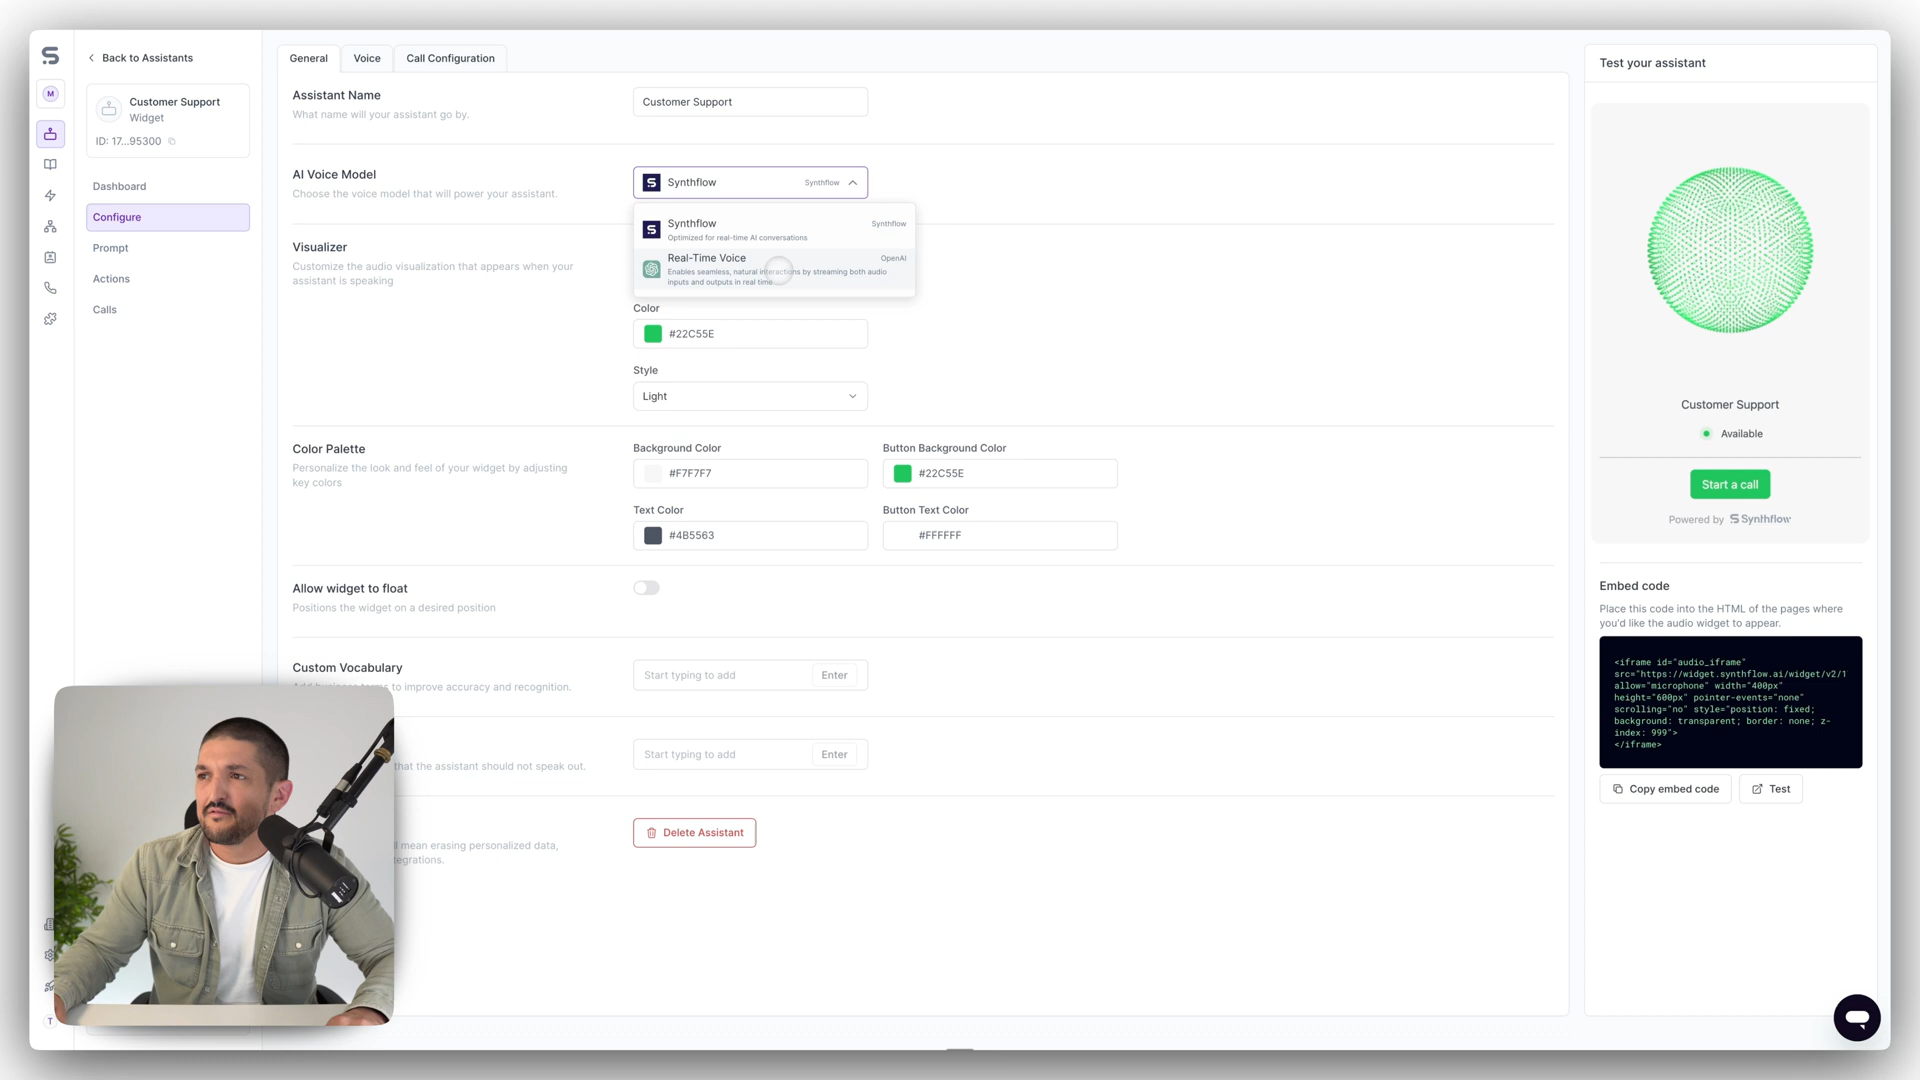 Back to Assistants
M
Customer Support
Widget
ID: 17...95300
Dashboard
Configure
Prompt
Actions
Calls
T
General
Voice
Call Configuration
Assistant Name
What name will your assistant go by.
Customer Support
AI Voice Model
Choose the voice model that will power your assistant.
Synthflow
Synthflow
Synthflow
Synthflow
Optimized for real-time AI conversations
Real-Time Voice
OpenAI
Enables seamless, natural interactions by streaming both audio
inputs and outputs in real time
Visualizer
Customize the audio visualization that appears when your
assistant is speaking
Color
#22C55E
Style
Light
Color Palette
Personalize the look and feel of your widget by adjusting
key colors
Background Color
#F7F7F7
Button Background Color
#22C55E
Text Color
#4B5563
Button Text Color
#FFFFFF
Allow widget to float
Positions the widget on a desired position
Custom Vocabulary
Add business terms to improve accuracy and recognition.
Start typing to add
Enter
that the assistant should not speak out.
Start typing to add
Enter
mean erasing personalized data,
Delete Assistant
Test your assistant
Customer Support
Available
Start a call
Powered by Synthflow
Embed code
Place this code into the HTML of the pages where
you'd like the audio widget to appear.
<iframe id="audio_iframe"
src="https://widget.synthflow.ai/widget/v2/1
allow="microphone" width="400px"
height="600px" pointer-events="none"
scrolling="no" style="position: fixed;
background: transparent; border: none; z-
index: 999">
</iframe>
Copy embed code
Test